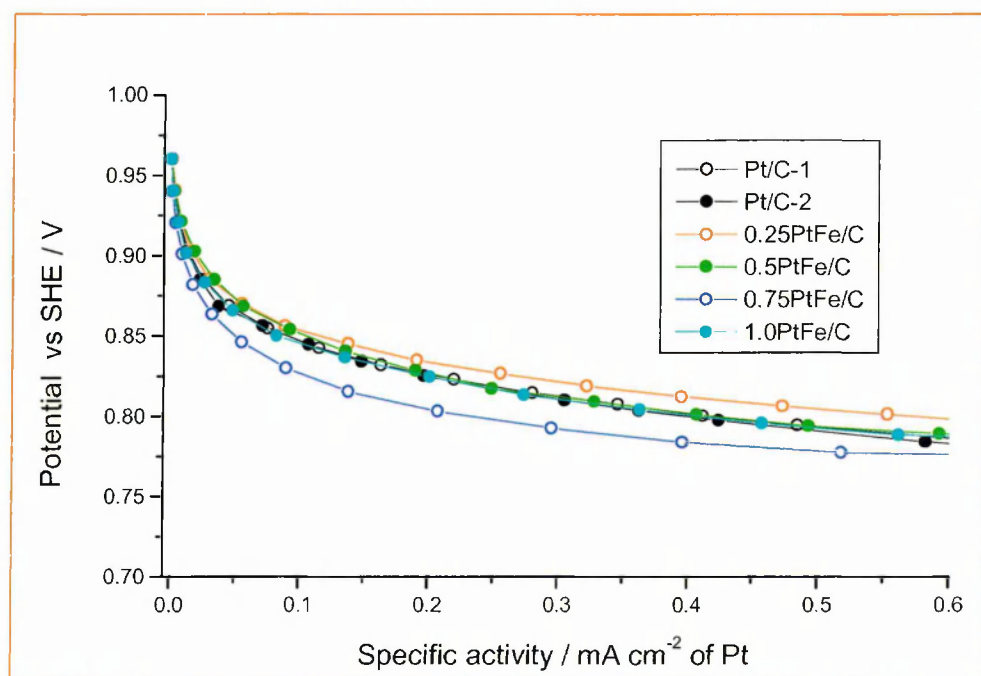 1.00
0.95
0.90
0.85
0.80
0.75
0.70
Potential vs SHE / V
Pt/C-1
Pt/C-2
0.25PtFe/C
0.5PtFe/C
0.75PtFe/C
1.0PtFe/C
0.0 0.1 0.2 0.3 0.4 0.5 0.6
Specific activity / mA cm⁻² of Pt